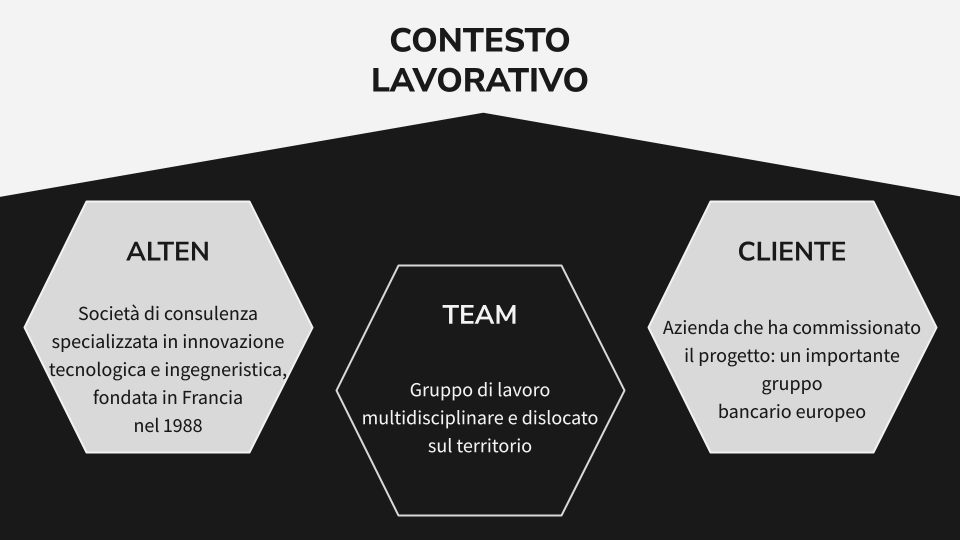 CONTESTO
LAVORATIVO
ALTEN
Società di consulenza
specializzata in innovazione
tecnologica e ingegneristica,
fondata in Francia
nel 1988
TEAM
Gruppo di lavoro
multidisciplinare e dislocato
sul territorio
CLIENTE
Azienda che ha commissionato
il progetto: un importante
gruppo
bancario europeo